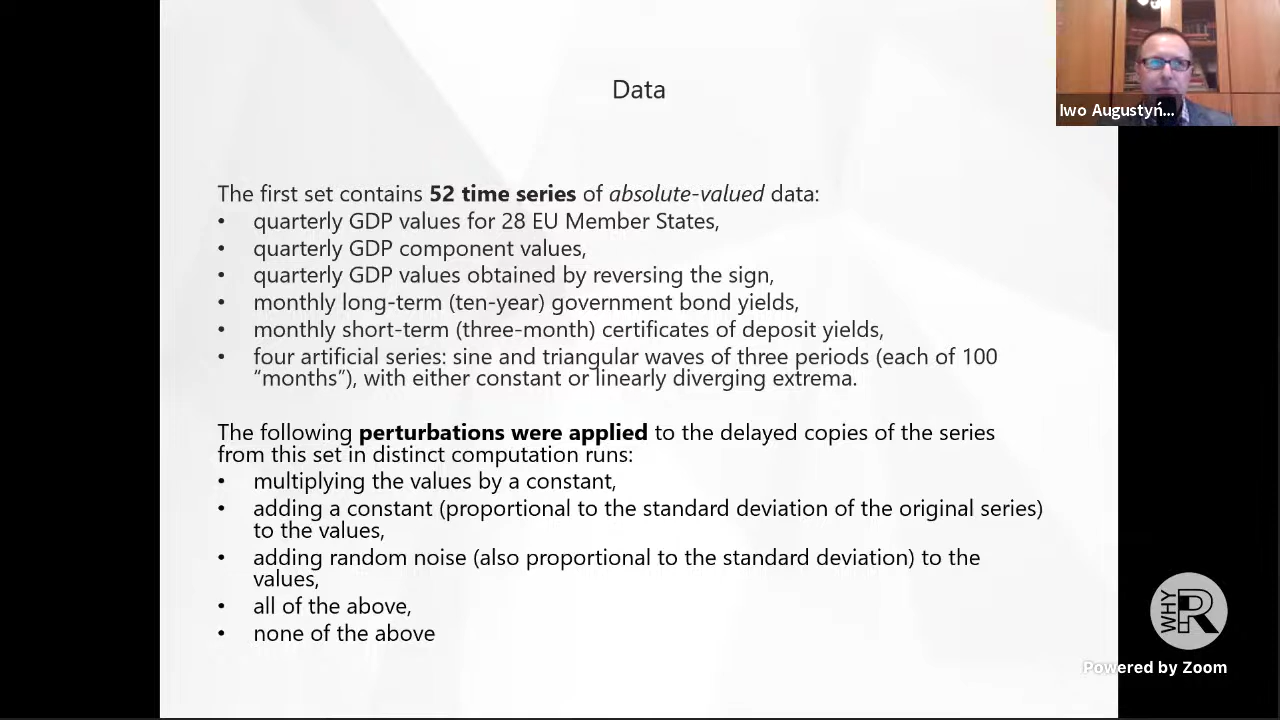 Data
Iwo Augustyń...
The first set contains 52 time series of absolute-valued data:
• quarterly GDP values for 28 EU Member States,
• quarterly GDP component values,
• quarterly GDP values obtained by reversing the sign,
• monthly long-term (ten-year) government bond yields,
• monthly short-term (three-month) certificates of deposit yields,
• four artificial series: sine and triangular waves of three periods (each of 100
“months”), with either constant or linearly diverging extrema.
The following perturbations were applied to the delayed copies of the series
from this set in distinct computation runs:
• multiplying the values by a constant,
• adding a constant (proportional to the standard deviation of the original series)
to the values,
• adding random noise (also proportional to the standard deviation) to the
values,
• all of the above,
• none of the above
WHY R
Powered by Zoom